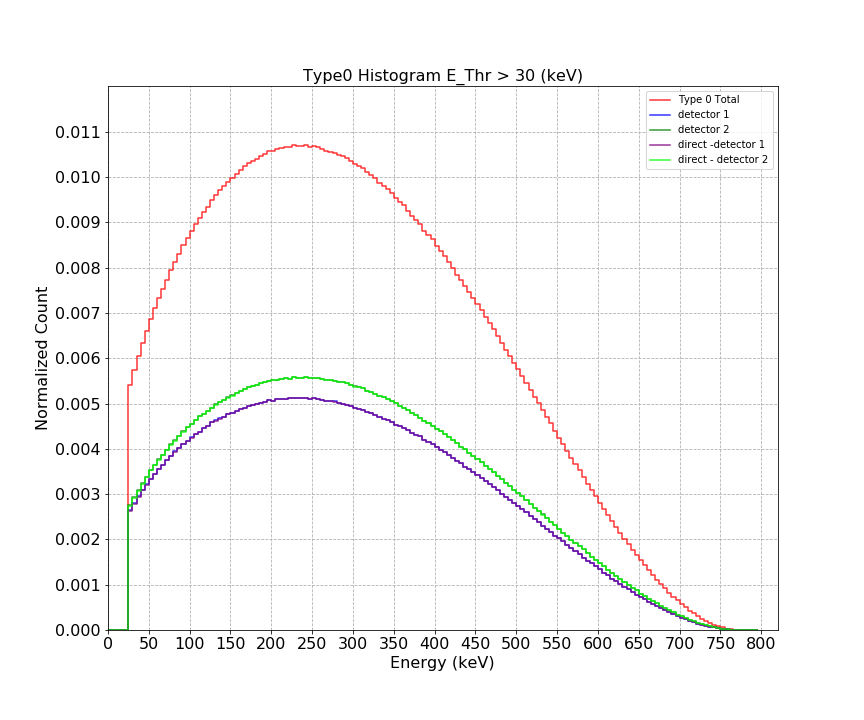 Type0 Histogram E_Thr > 30 (keV)
Type 0 Total
detector 1
detector 2
direct -detector 1
direct - detector 2
0.011
0.010
0.009
0.008
0.007
0.006
0.005
0.004
0.003
0.002
0.001
0.000
Normalized Count
0 50 100 150 200 250 300 350 400 450 500 550 600 650 700 750 800
Energy (keV)